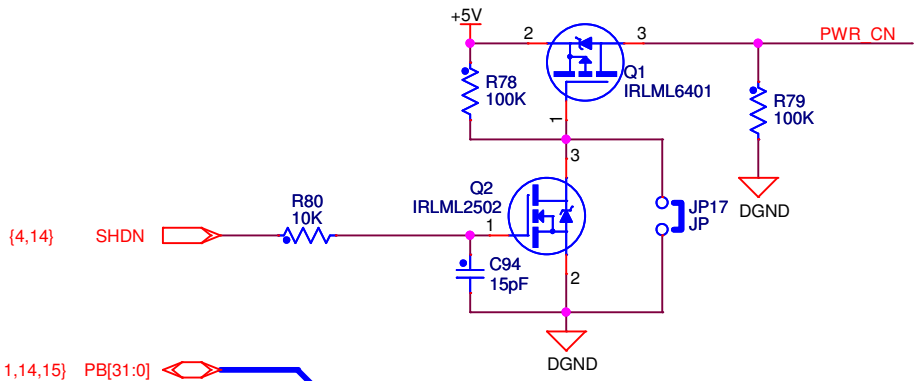 +5V
2
3
PWR_CN
R78
100K
Q1
IRLML6401
R79
100K
1
3
DGND
Q2
IRLML2502
R80
10K
1
JP17
JP
{4,14} SHDN
C94
15pF
2
DGND
1,14,15} PB[31:0]